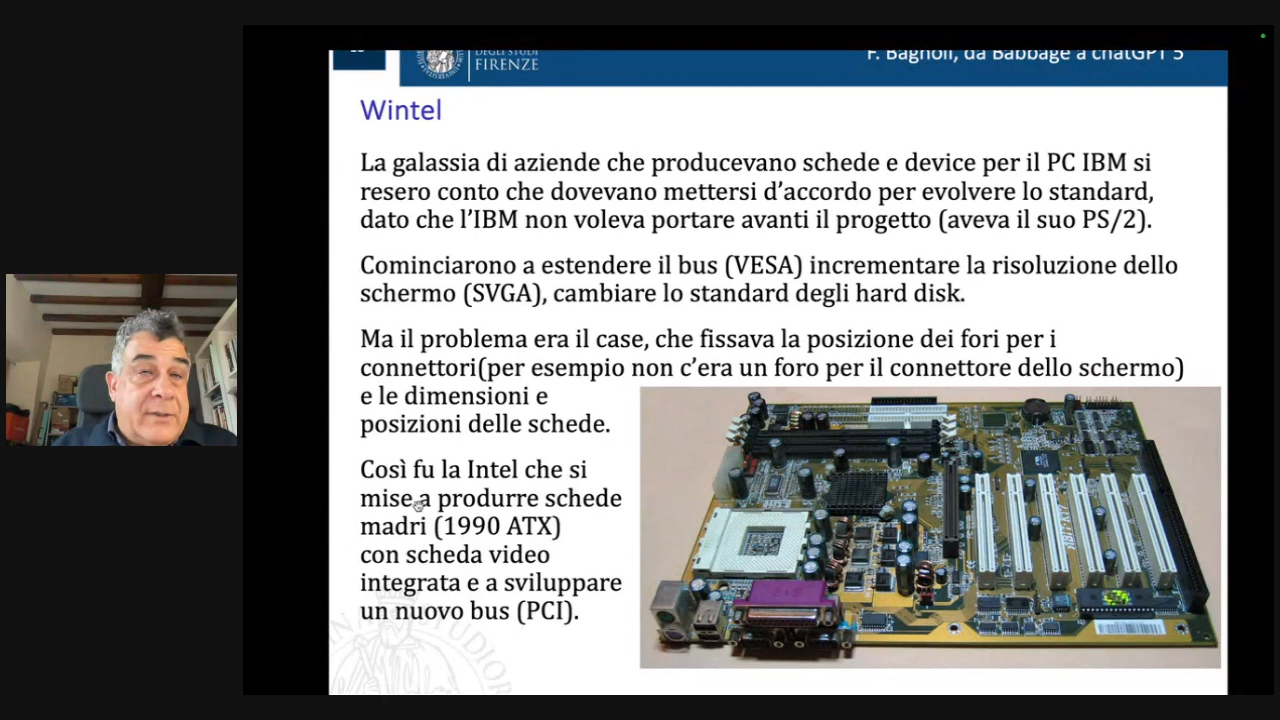 DEGLI STUDI
FIRENZE
F. Bagnoli, da Babbage a chatGPT 5
Wintel
La galassia di aziende che producevano schede e device per il PC IBM si
resero conto che dovevano mettersi d’accordo per evolvere lo standard,
dato che l’IBM non voleva portare avanti il progetto (aveva il suo PS/2).
Cominciarono a estendere il bus (VESA) incrementare la risoluzione dello
schermo (SVGA), cambiare lo standard degli hard disk.
Ma il problema era il case, che fissava la posizione dei fori per i
connettori(per esempio non c’era un foro per il connettore dello schermo)
e le dimensioni e
posizioni delle schede.
Così fu la Intel che si
mise a produrre schede
madri (1990 ATX)
con scheda video
integrata e a sviluppare
un nuovo bus (PCI).